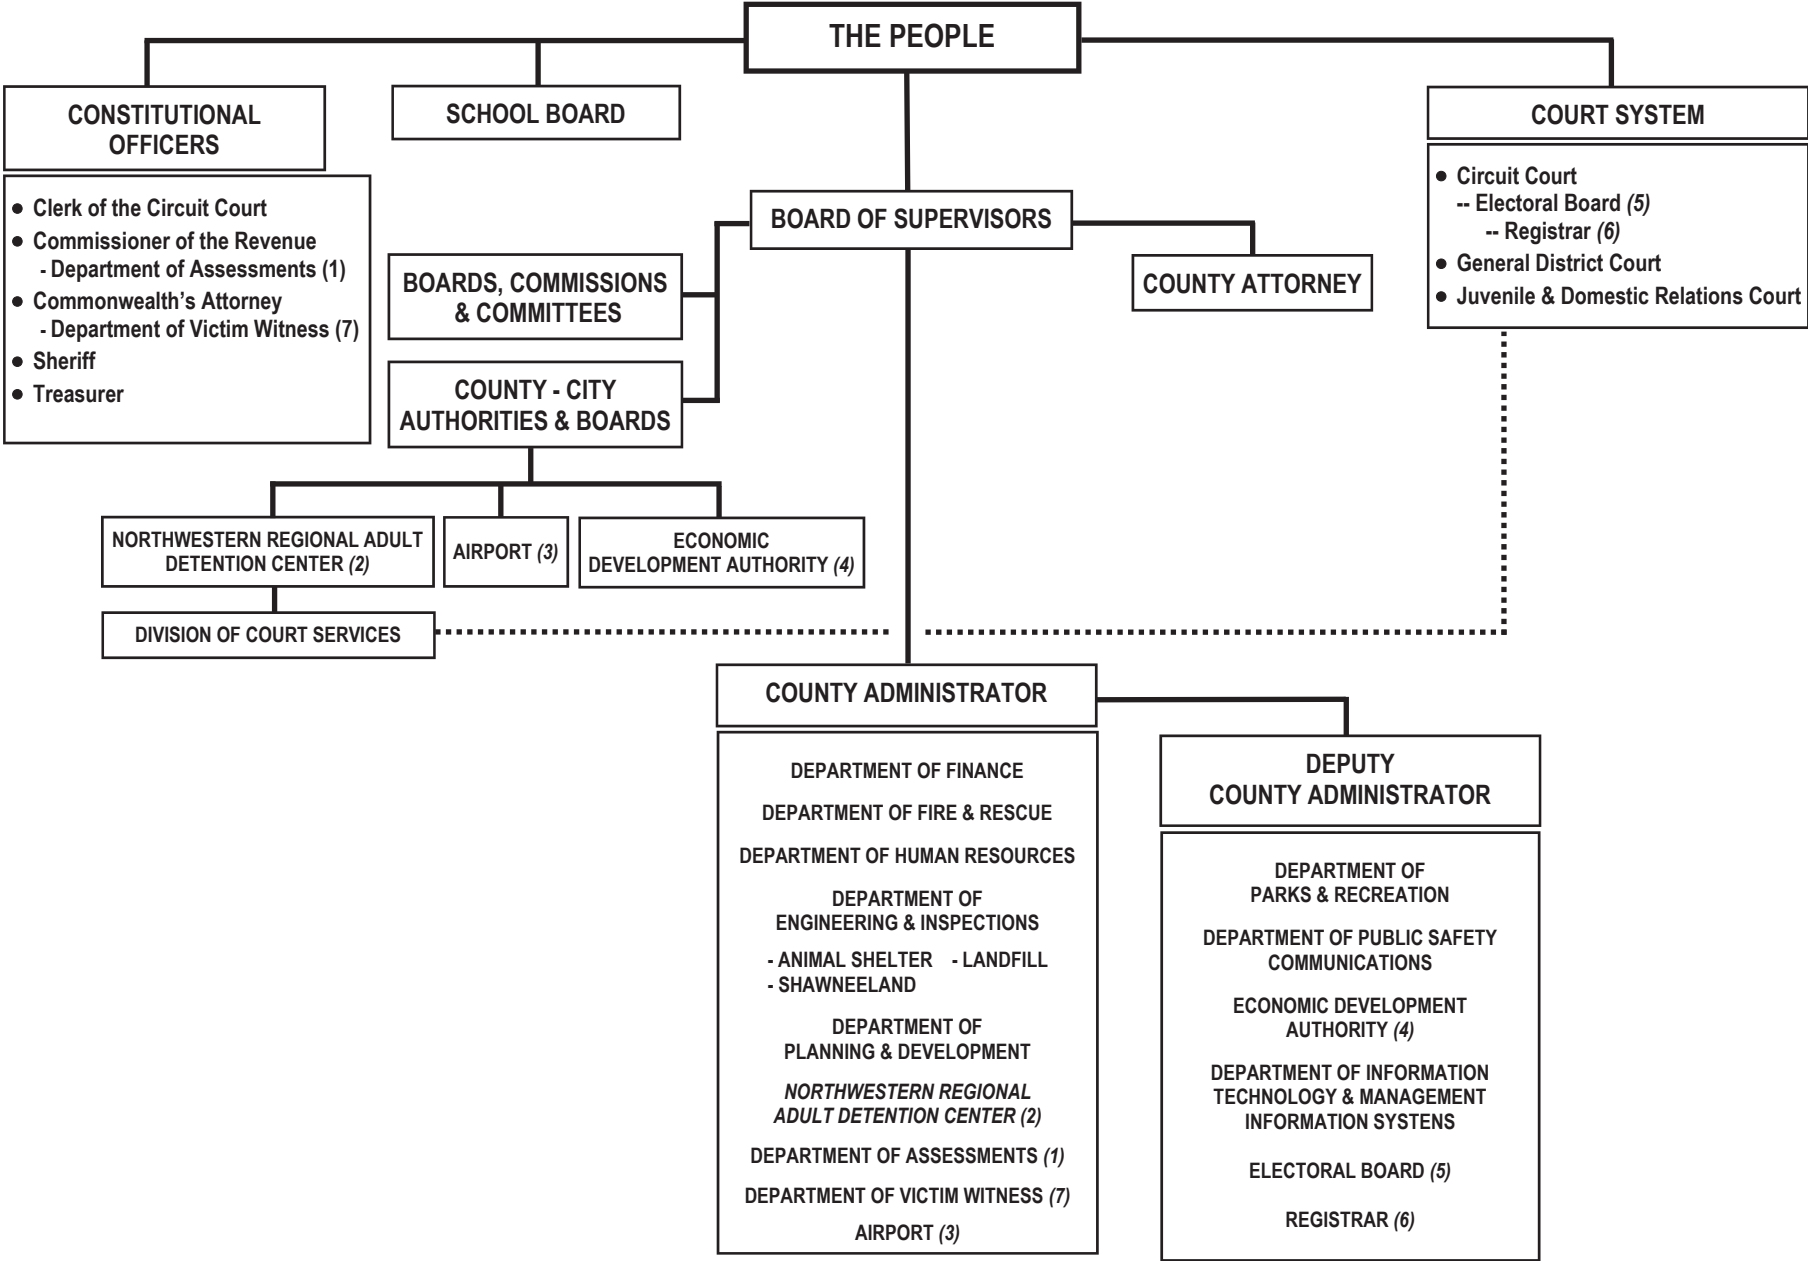 THE PEOPLE
CONSTITUTIONAL
OFFICERS
SCHOOL BOARD
COURT SYSTEM
● Clerk of the Circuit Court
● Commissioner of the Revenue
- Department of Assessments (1)
● Commonwealth’s Attorney
- Department of Victim Witness (7)
● Sheriff
● Treasurer
● Circuit Court
-- Electoral Board (5)
-- Registrar (6)
● General District Court
● Juvenile & Domestic Relations Court
BOARD OF SUPERVISORS
BOARDS, COMMISSIONS
& COMMITTEES
COUNTY ATTORNEY
COUNTY - CITY
AUTHORITIES & BOARDS
NORTHWESTERN REGIONAL ADULT
DETENTION CENTER (2)
AIRPORT (3)
ECONOMIC
DEVELOPMENT AUTHORITY (4)
DIVISION OF COURT SERVICES
COUNTY ADMINISTRATOR
DEPARTMENT OF FINANCE
DEPARTMENT OF FIRE & RESCUE
DEPARTMENT OF HUMAN RESOURCES
DEPARTMENT OF
ENGINEERING & INSPECTIONS
- ANIMAL SHELTER - LANDFILL
- SHAWNEELAND
DEPARTMENT OF
PLANNING & DEVELOPMENT
NORTHWESTERN REGIONAL
ADULT DETENTION CENTER (2)
DEPARTMENT OF ASSESSMENTS (1)
DEPARTMENT OF VICTIM WITNESS (7)
AIRPORT (3)
DEPUTY
COUNTY ADMINISTRATOR
DEPARTMENT OF
PARKS & RECREATION
DEPARTMENT OF PUBLIC SAFETY
COMMUNICATIONS
ECONOMIC DEVELOPMENT
AUTHORITY (4)
DEPARTMENT OF INFORMATION
TECHNOLOGY & MANAGEMENT
INFORMATION SYSTENS
ELECTORAL BOARD (5)
REGISTRAR (6)